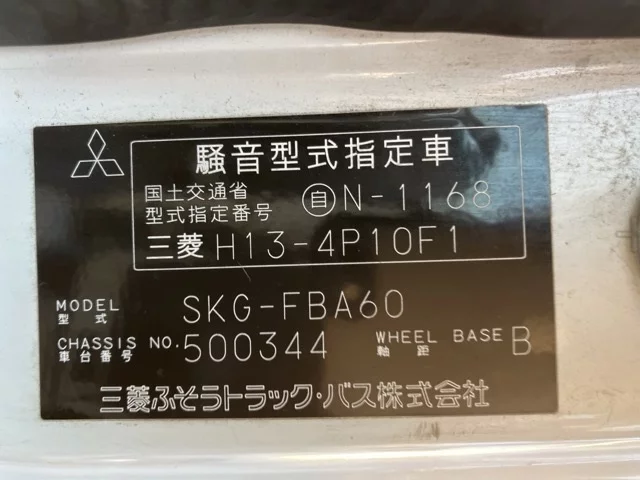 騒音型式指定車
国土交通省
型式指定番号 自 N-1168
三菱 H13-4P10F1
MODEL
型式 SKG-FBA60
CHASSIS NO.
車台番号 500344 WHEEL BASE
軸距 B
三菱ふそうトラック・バス株式会社